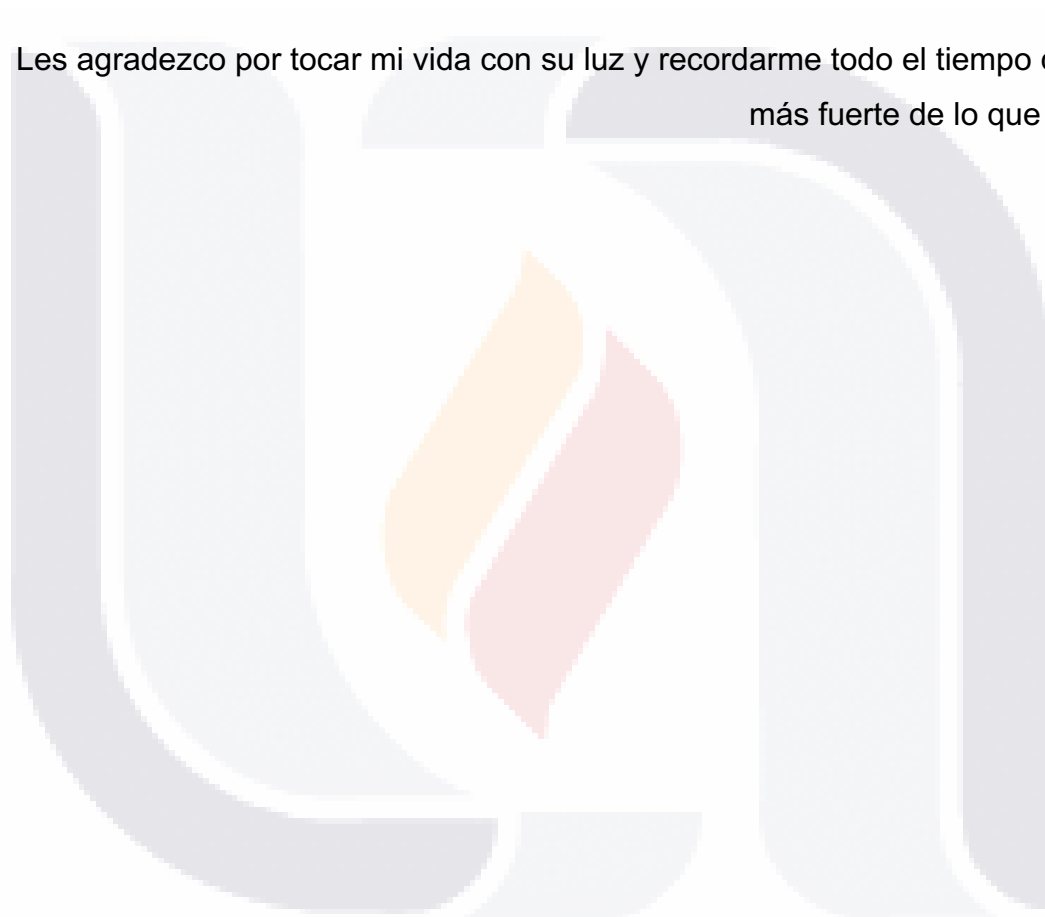 Les agradezco por tocar mi vida con su luz y recordarme todo el tiempo
más fuerte de lo que